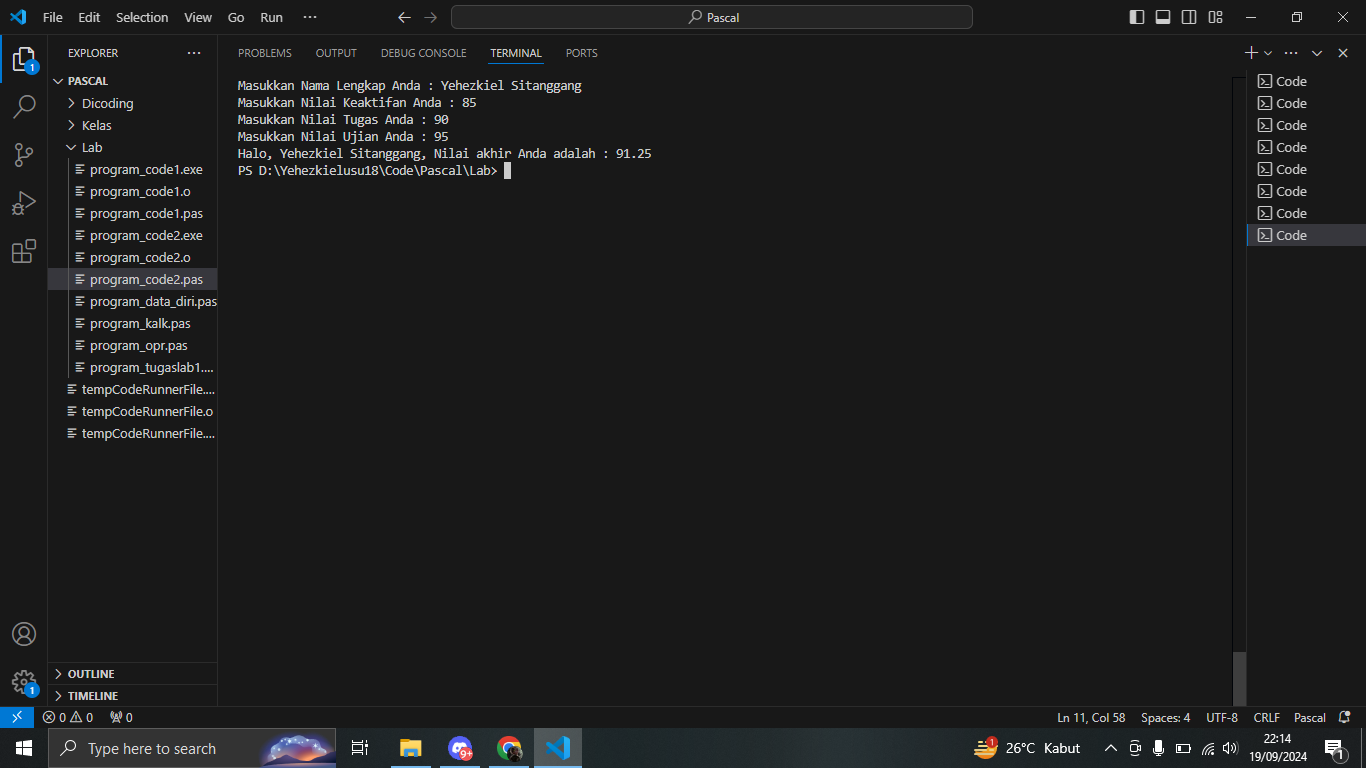 File Edit Selection View Go Run ···
Pascal
EXPLORER ···
PASCAL
Dicoding
Kelas
Lab
program_code1.exe
program_code1.o
program_code1.pas
program_code2.exe
program_code2.o
program_code2.pas
program_data_diri.pas
program_kalk.pas
program_opr.pas
program_tugaslab1....
tempCodeRunnerFile....
tempCodeRunnerFile.o
tempCodeRunnerFile....
OUTLINE
TIMELINE
1
1
PROBLEMS OUTPUT DEBUG CONSOLE TERMINAL PORTS
Masukkan Nama Lengkap Anda : Yehezkiel Sitanggang
Masukkan Nilai Keaktifan Anda : 85
Masukkan Nilai Tugas Anda : 90
Masukkan Nilai Ujian Anda : 95
Halo, Yehezkiel Sitanggang, Nilai akhir Anda adalah : 91.25
PS D:\Yehezkielusu18\Code\Pascal\Lab>
Code
Code
Code
Code
Code
Code
Code
Code
0 0 0
Ln 11, Col 58 Spaces: 4 UTF-8 CRLF Pascal
Type here to search
9+
1
26°C Kabut
22:14
19/09/2024
1